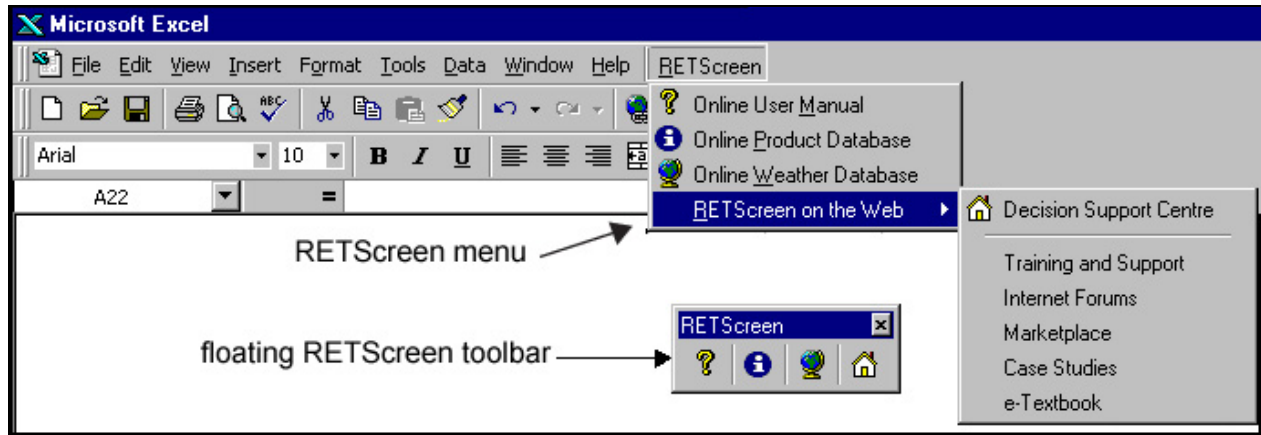 Microsoft Excel
File Edit View Insert Format Tools Data Window Help RETScreen
ABC
Online User Manual
Online Product Database
Arial 10 B I U
Online Weather Database
A22 =
RETScreen on the Web
Decision Support Centre
Training and Support
Internet Forums
Marketplace
Case Studies
e-Textbook
RETScreen menu
RETScreen
floating RETScreen toolbar